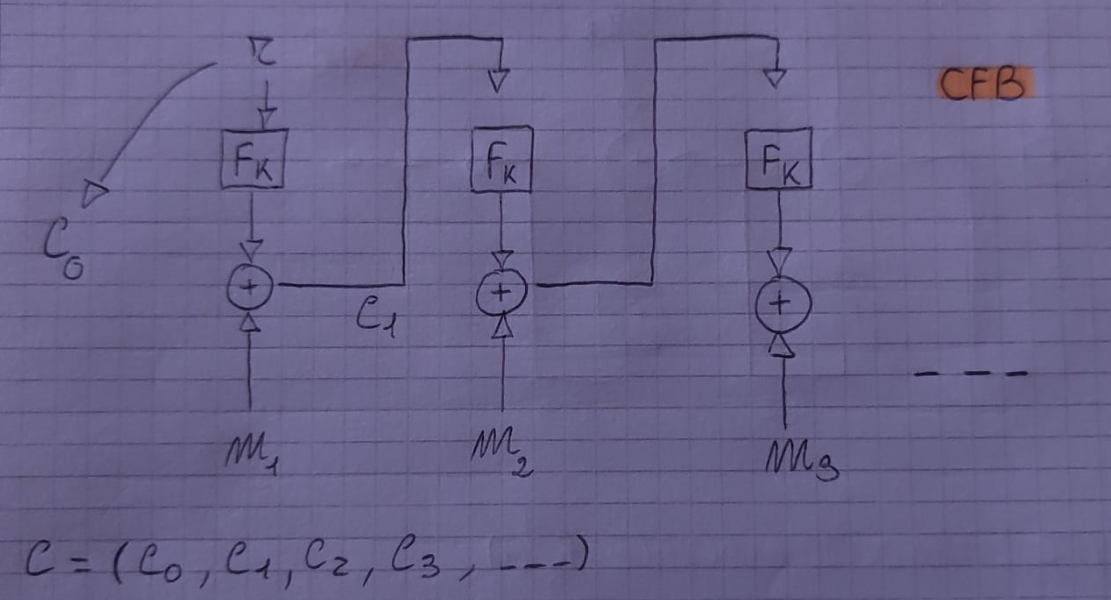 r
CFB
F_K F_K F_K
C_0
+ + +
C_1
m_1 m_2 m_3
---
C = (C_0, C_1, C_2, C_3, ---)